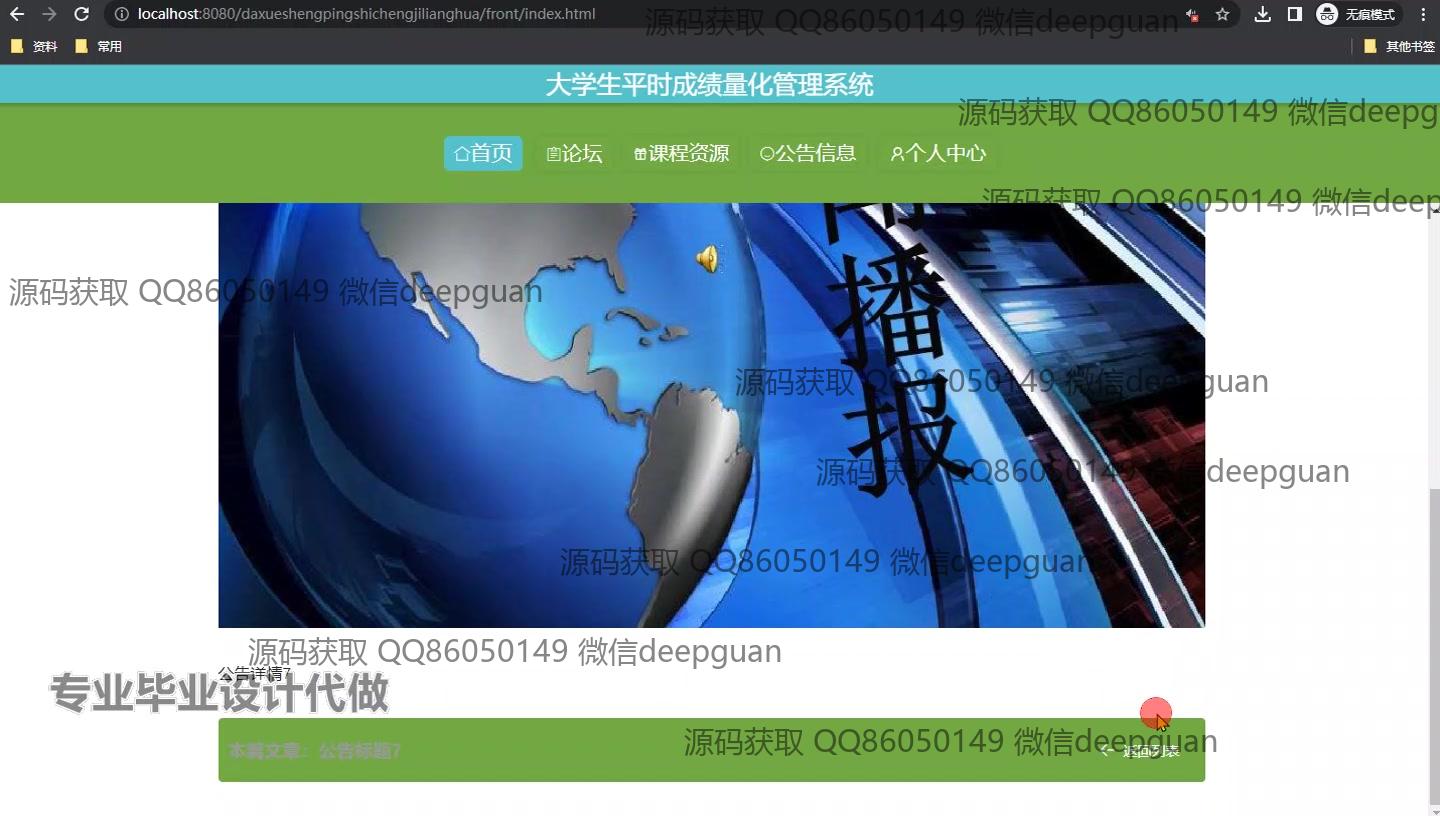 localhost:8080/daxueshengpingshichengjilianghua/front/index.html
无痕模式
源码获取 QQ86050149 微信deepguan
资料
常用
其他书签
大学生平时成绩量化管理系统
源码获取 QQ86050149 微信deepg
首页
论坛
课程资源
公告信息
个人中心
源码获取 QQ86050149 微信deep
源码获取 QQ86050149 微信deepguan
播
报
源码获取 QQ86050149 微信deepguan
源码获取 QQ86050149 微信deepguan
源码获取 QQ86050149 微信deepguan
源码获取 QQ86050149 微信deepguan
公告详情7
专业毕业设计代做
源码获取 QQ86050149 微信deepguan
本篇文章：公告标题7
返回列表